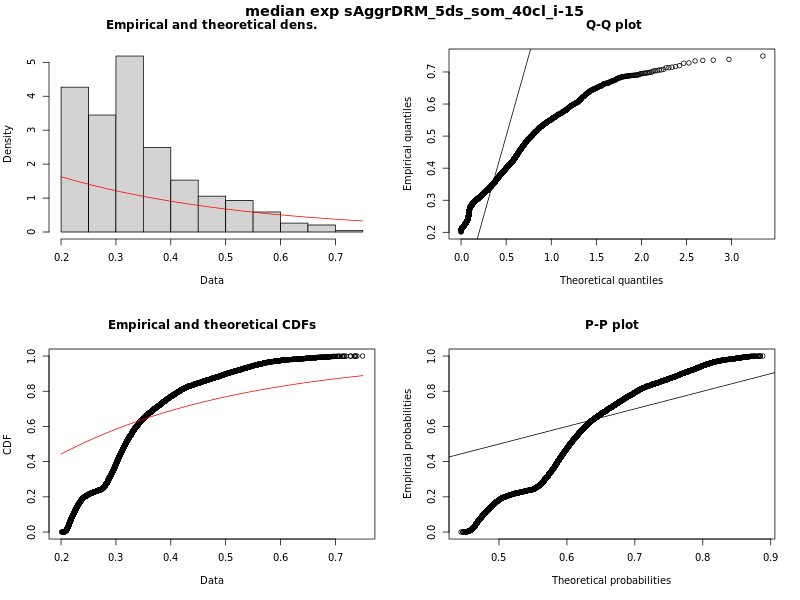 median exp sAggrDRM_5ds_som_40cl_i-15
Empirical and theoretical dens.
Density
0 1 2 3 4 5
0.2 0.3 0.4 0.5 0.6 0.7
Data
Q-Q plot
Empirical quantiles
0.2 0.3 0.4 0.5 0.6 0.7
0.0 0.5 1.0 1.5 2.0 2.5 3.0
Theoretical quantiles
Empirical and theoretical CDFs
CDF
0.0 0.2 0.4 0.6 0.8 1.0
0.2 0.3 0.4 0.5 0.6 0.7
Data
P-P plot
Empirical probabilities
0.0 0.2 0.4 0.6 0.8 1.0
0.5 0.6 0.7 0.8 0.9
Theoretical probabilities